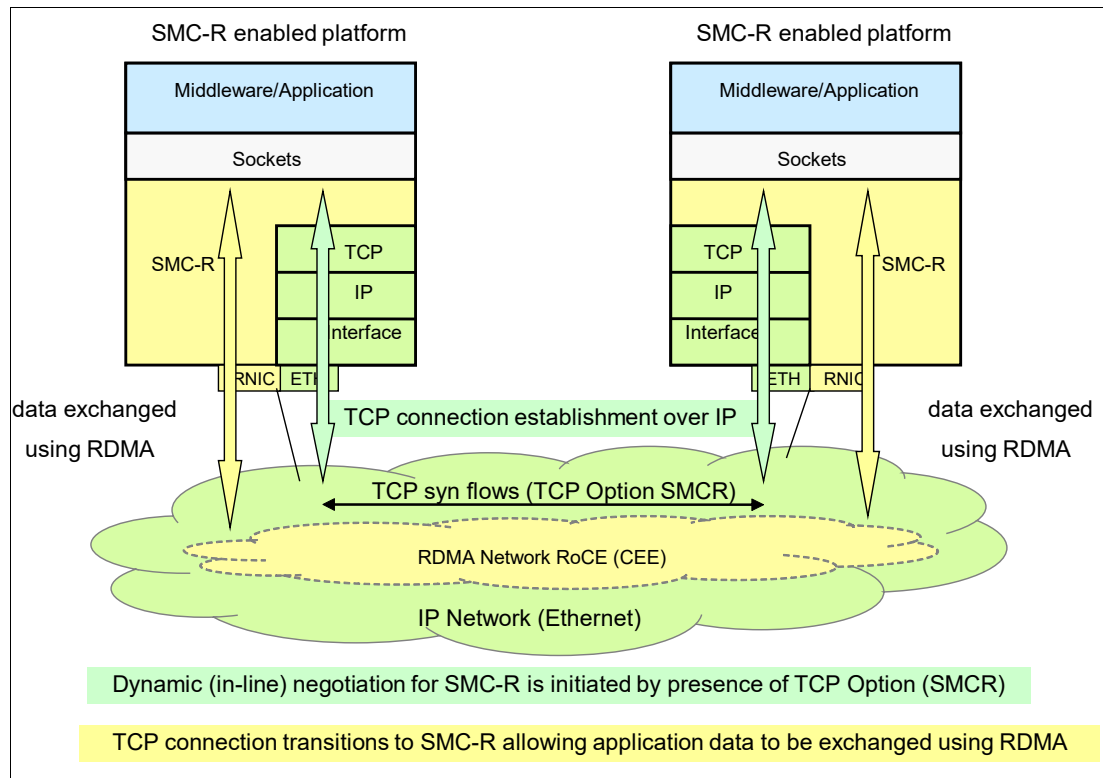 SMC-R enabled platform
SMC-R enabled platform
Middleware/Application
Middleware/Application
Sockets
Sockets
TCP
TCP
SMC-R
SMC-R
IP
IP
nterface
Interface
RNIC
ETH
ETH
RNIC
data exchanged
using RDMA
TCP connection establishment over IP
data exchanged
using RDMA
TCP syn flows (TCP Option SMCR)
RDMA Network RoCE (CEE)
IP Network (Ethernet)
Dynamic (in-line) negotiation for SMC-R is initiated by presence of TCP Option (SMCR)
TCP connection transitions to SMC-R allowing application data to be exchanged using RDMA